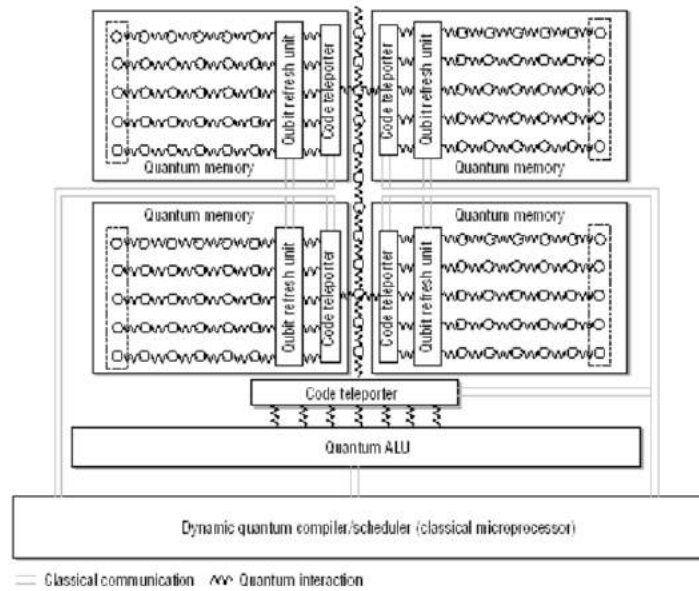 Qubit refresh unit
Code teleporter
Code teleporter
Qubit refresh unit
Quantum memory
Quantum memory
Quantum memory
Quantum memory
Qubit refresh unit
Code teleporter
Code teleporter
Qubit refresh unit
Code teleporter
Quantum ALU
Dynamic quantum compiler/scheduler (classical microprocessor)
Classical communication
Quantum interaction